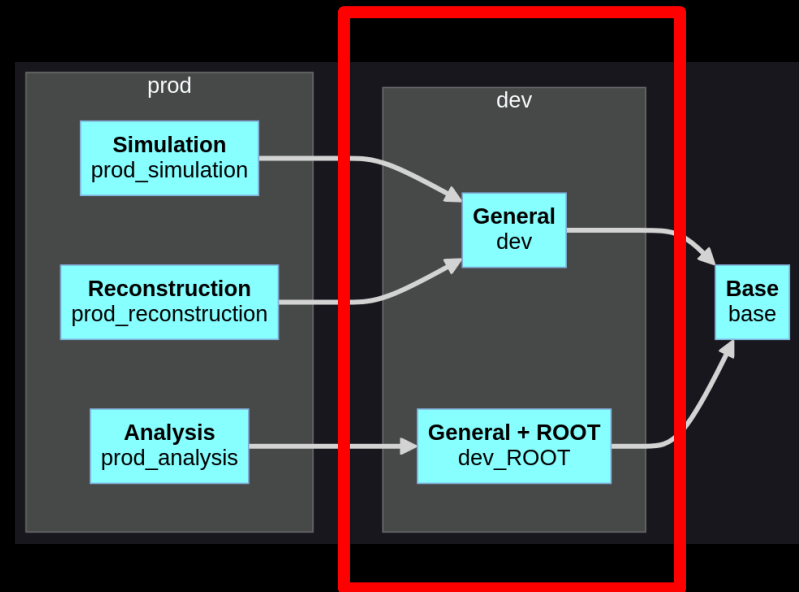 prod
Simulation
prod_simulation
Reconstruction
prod_reconstruction
Analysis
prod_analysis
dev
General
dev
General + ROOT
dev_ROOT
Base
base